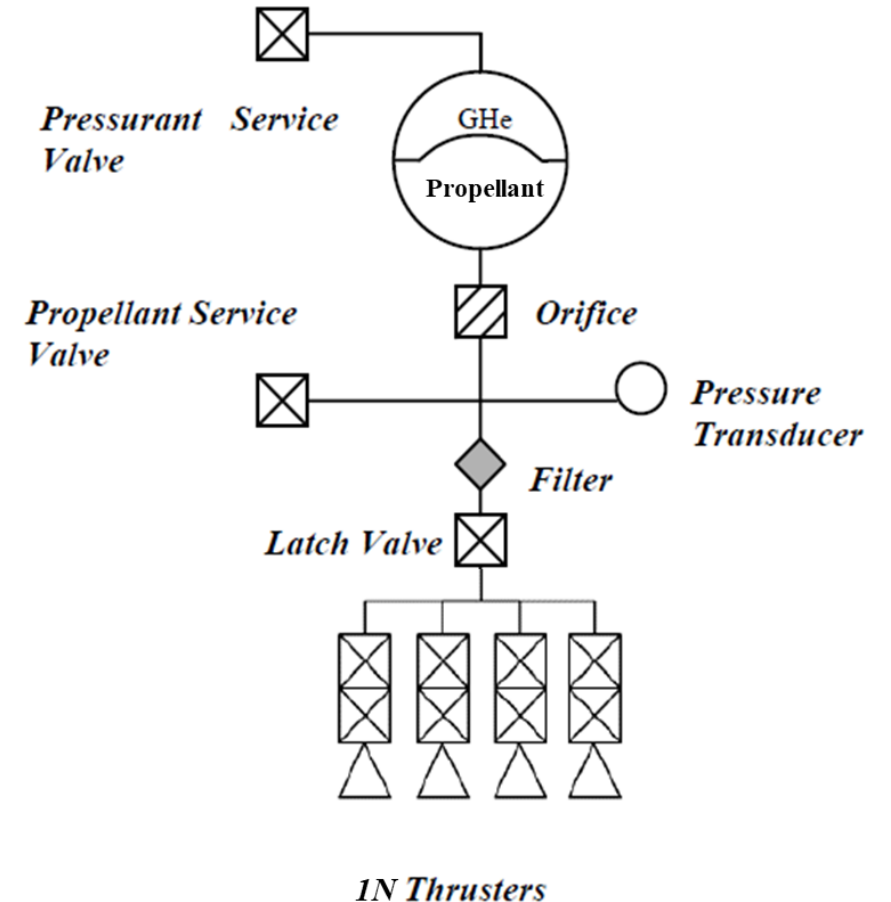 GHe
Pressurant Service
Valve
Propellant
Propellant Service
Valve
Orifice
Pressure
Transducer
Filter
Latch Valve
1N Thrusters